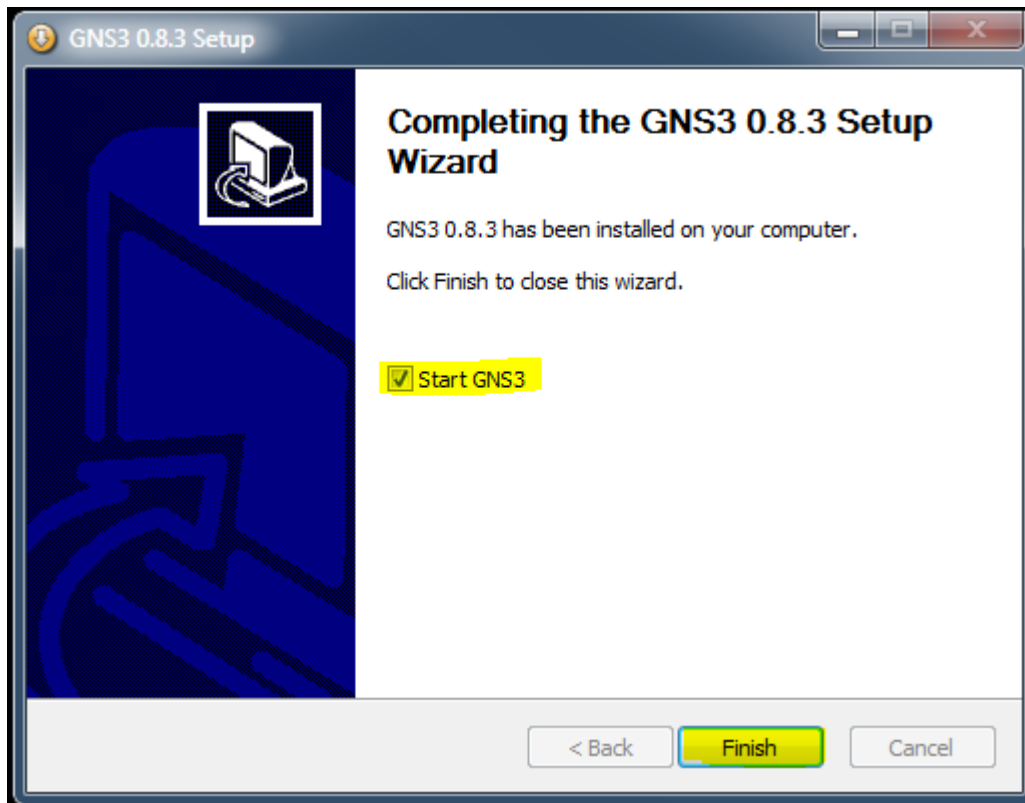 GNS3 0.8.3 Setup
Completing the GNS3 0.8.3 Setup
Wizard
GNS3 0.8.3 has been installed on your computer.
Click Finish to close this wizard.
Start GNS3
< Back
Finish
Cancel